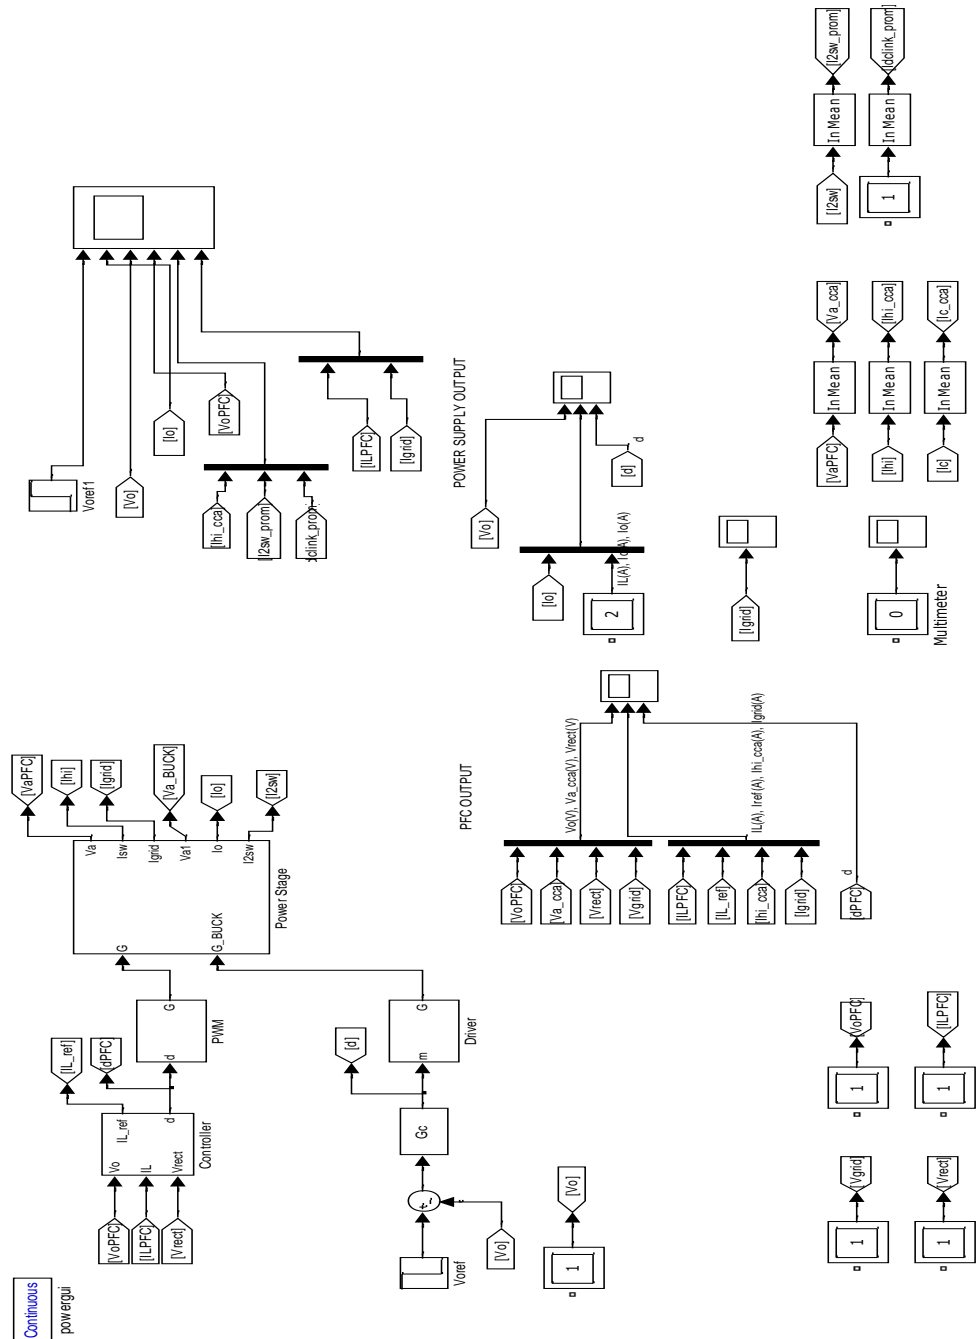 Continuous
powergui
[VoPFC]
[ILPFC]
[Vrect]
Vo
IL
Vrect
IL_ref
d
Controller
[IL_ref]
[dPFC]
d
G
PWM
G
G_BUCK
Va
Isw
Igrid
Va1
Io
I2sw
Power Stage
[VaPFC]
[Ihi]
[Igrid]
[Va_BUCK]
[Io]
[I2sw]
Voref
[Vo]
Gc
[d]
m
G
Driver
1
[Vo]
1
[Vgrid]
1
[Vrect]
1
[VoPFC]
1
[ILPFC]
PFC OUTPUT
[VoPFC]
[Va_cca]
[Vrect]
[Vgrid]
[ILPFC]
[IL_ref]
[Ihi_cca]
[Igrid]
[dPFC]
d
Vo(V), Va_cca(V), Vrect(V)
IL(A), Iref(A), Ihi_cca(A), Igrid(A)
Voref1
[Vo]
[Io]
[VoPFC]
[Ihi_cca]
[I2sw_prom]
dclink_prom
[ILPFC]
[Igrid]
POWER SUPPLY OUTPUT
[Vo]
[Io]
2
[d]
d
[Igrid]
0
Multimeter
[VaPFC]
In Mean
[Va_cca]
[Ihi]
In Mean
[Ihi_cca]
[Ic]
In Mean
[Ic_cca]
[I2sw]
In Mean
[I2sw_prom]
1
In Mean
[Idclink_prom]